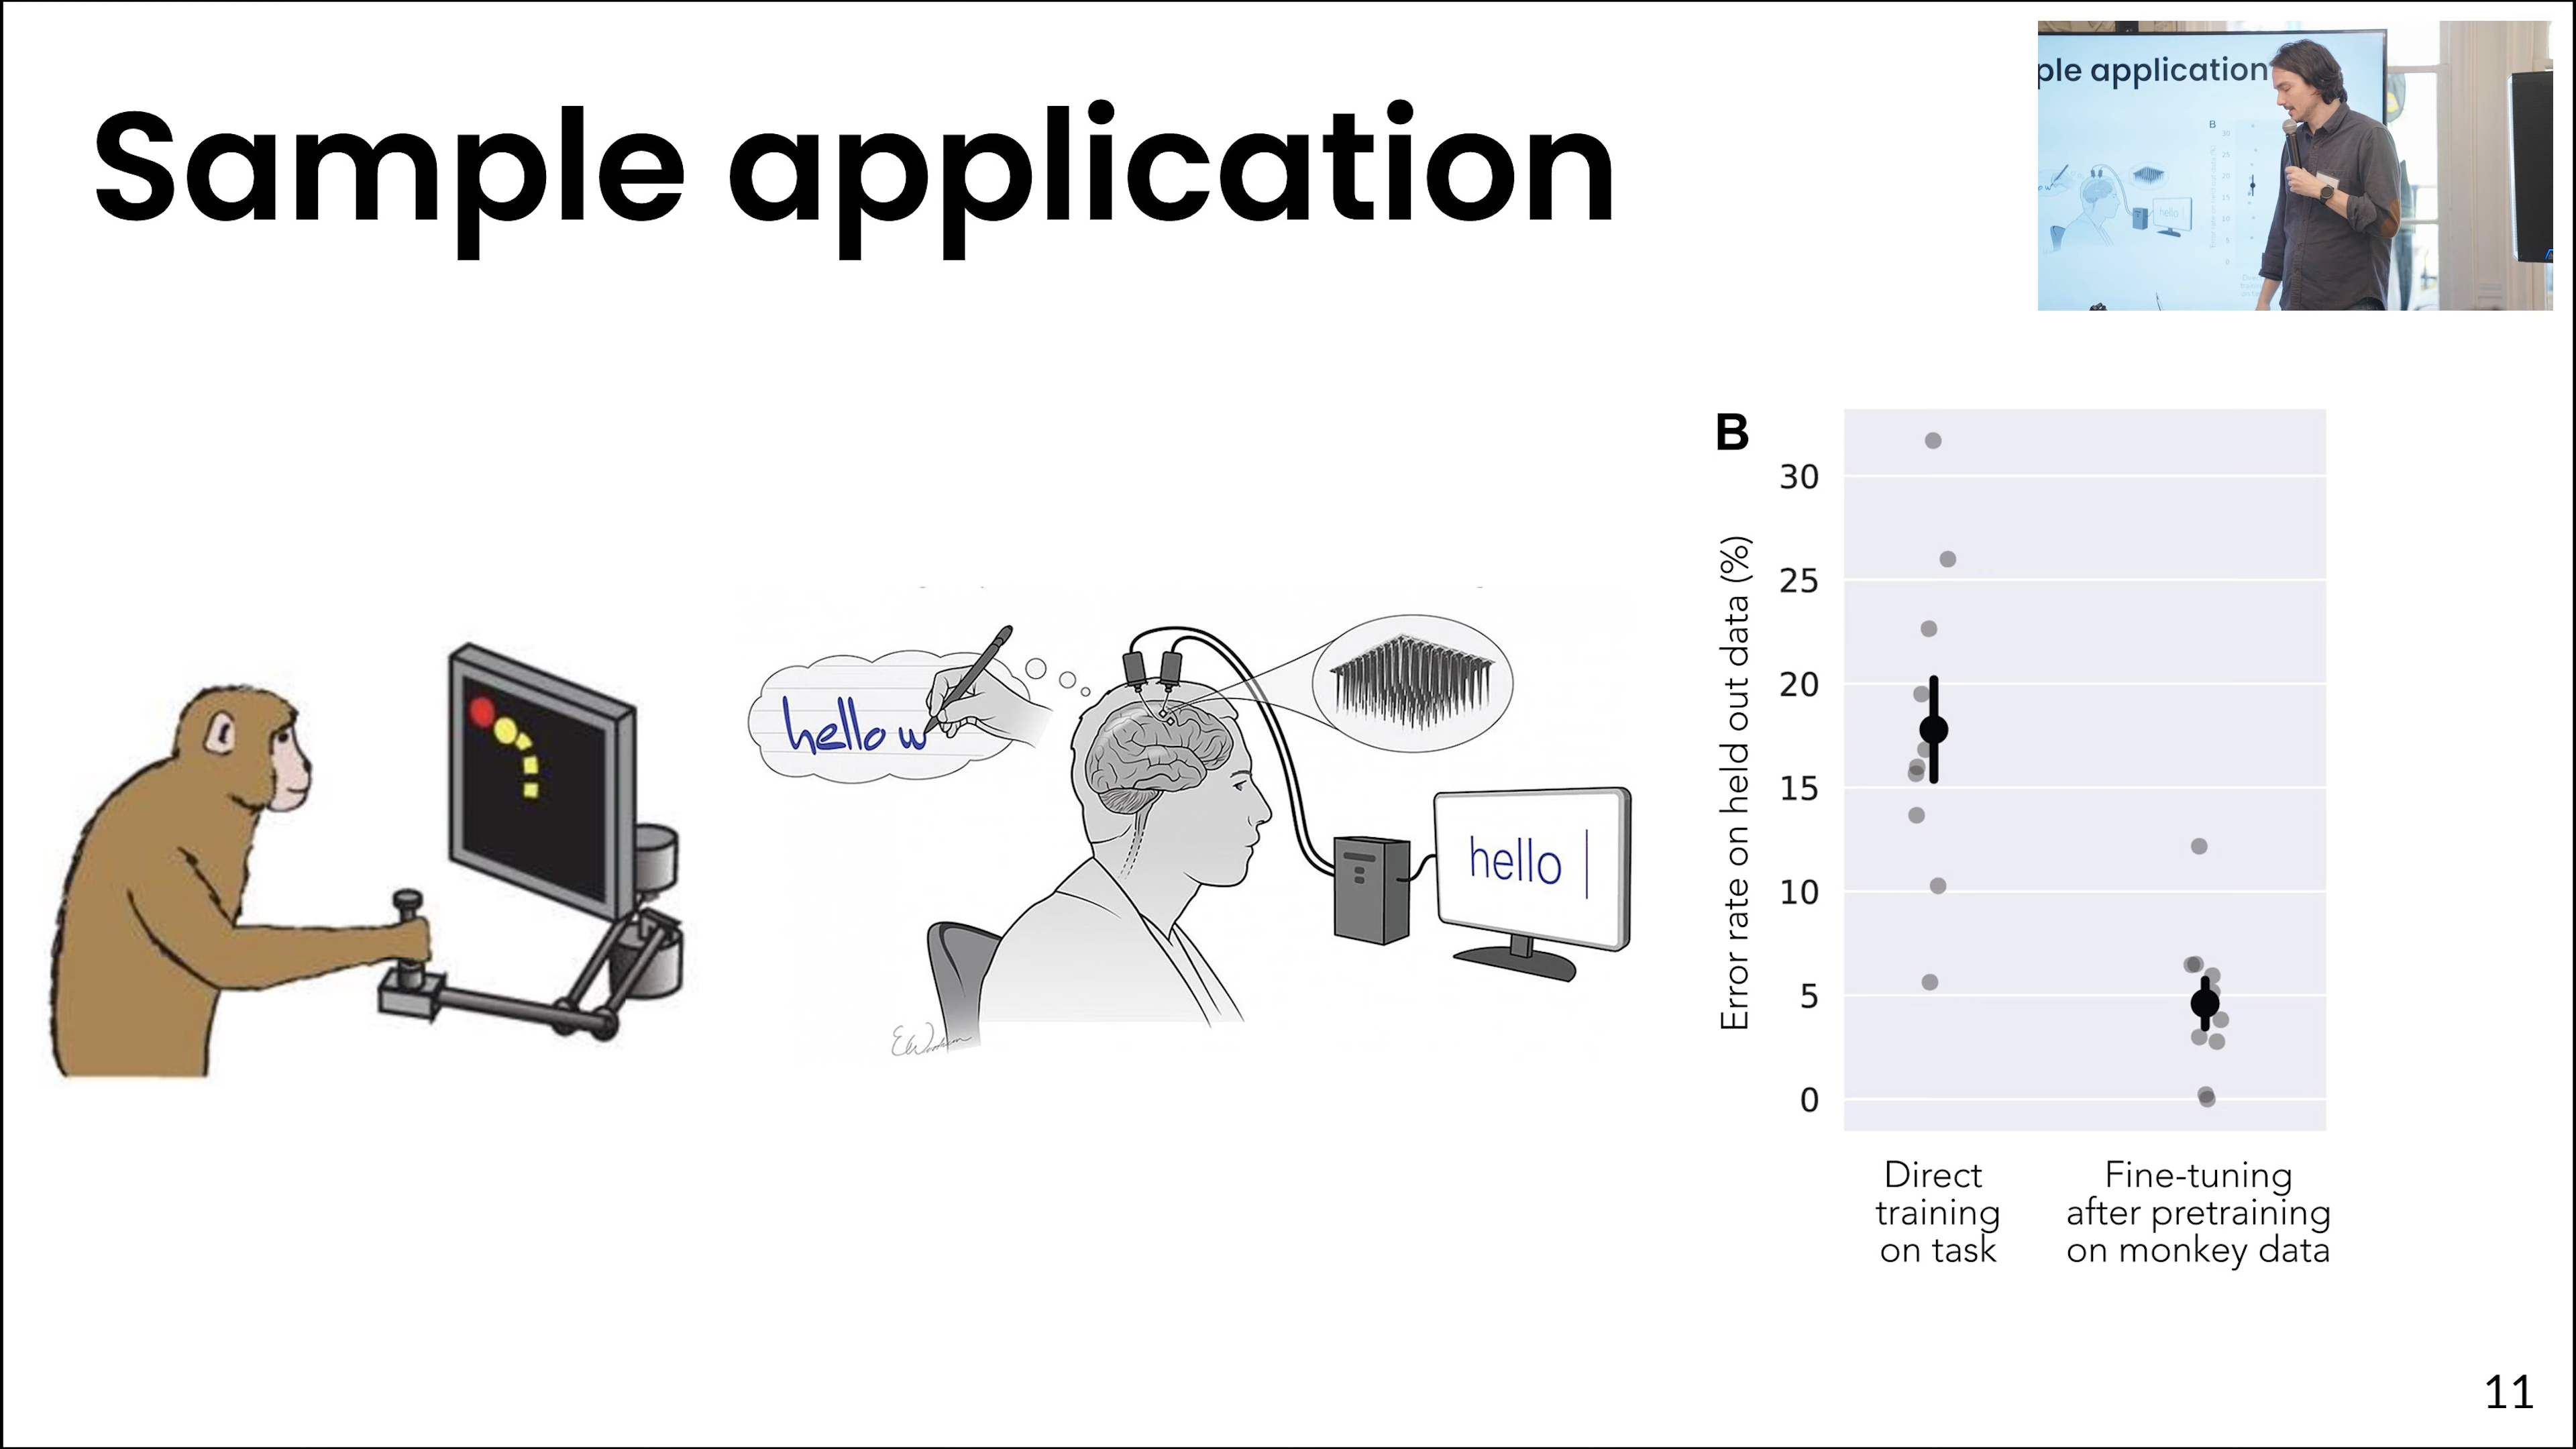 Sample application
ple application
B
hello
hello w
hello
B
30
25
20
15
10
5
0
Error rate on held out data (%)
Direct
training
on task
Fine-tuning
after pretraining
on monkey data
11